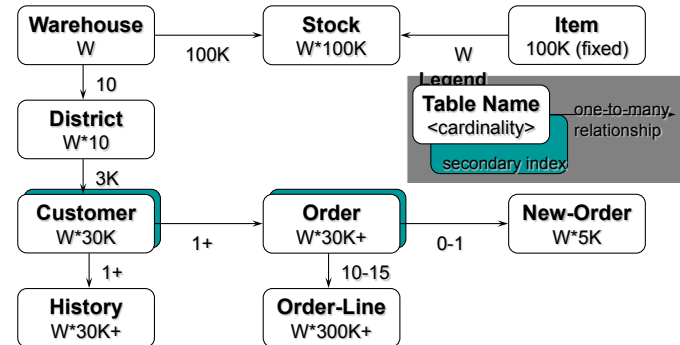 Warehouse
W
100K
Stock
W*100K
W
Item
100K (fixed)
10
Legend
Table Name
<cardinality>
one-to-many
relationship
secondary index
District
W*10
3K
Customer
W*30K
1+
Order
W*30K+
0-1
New-Order
W*5K
1+
10-15
History
W*30K+
Order-Line
W*300K+